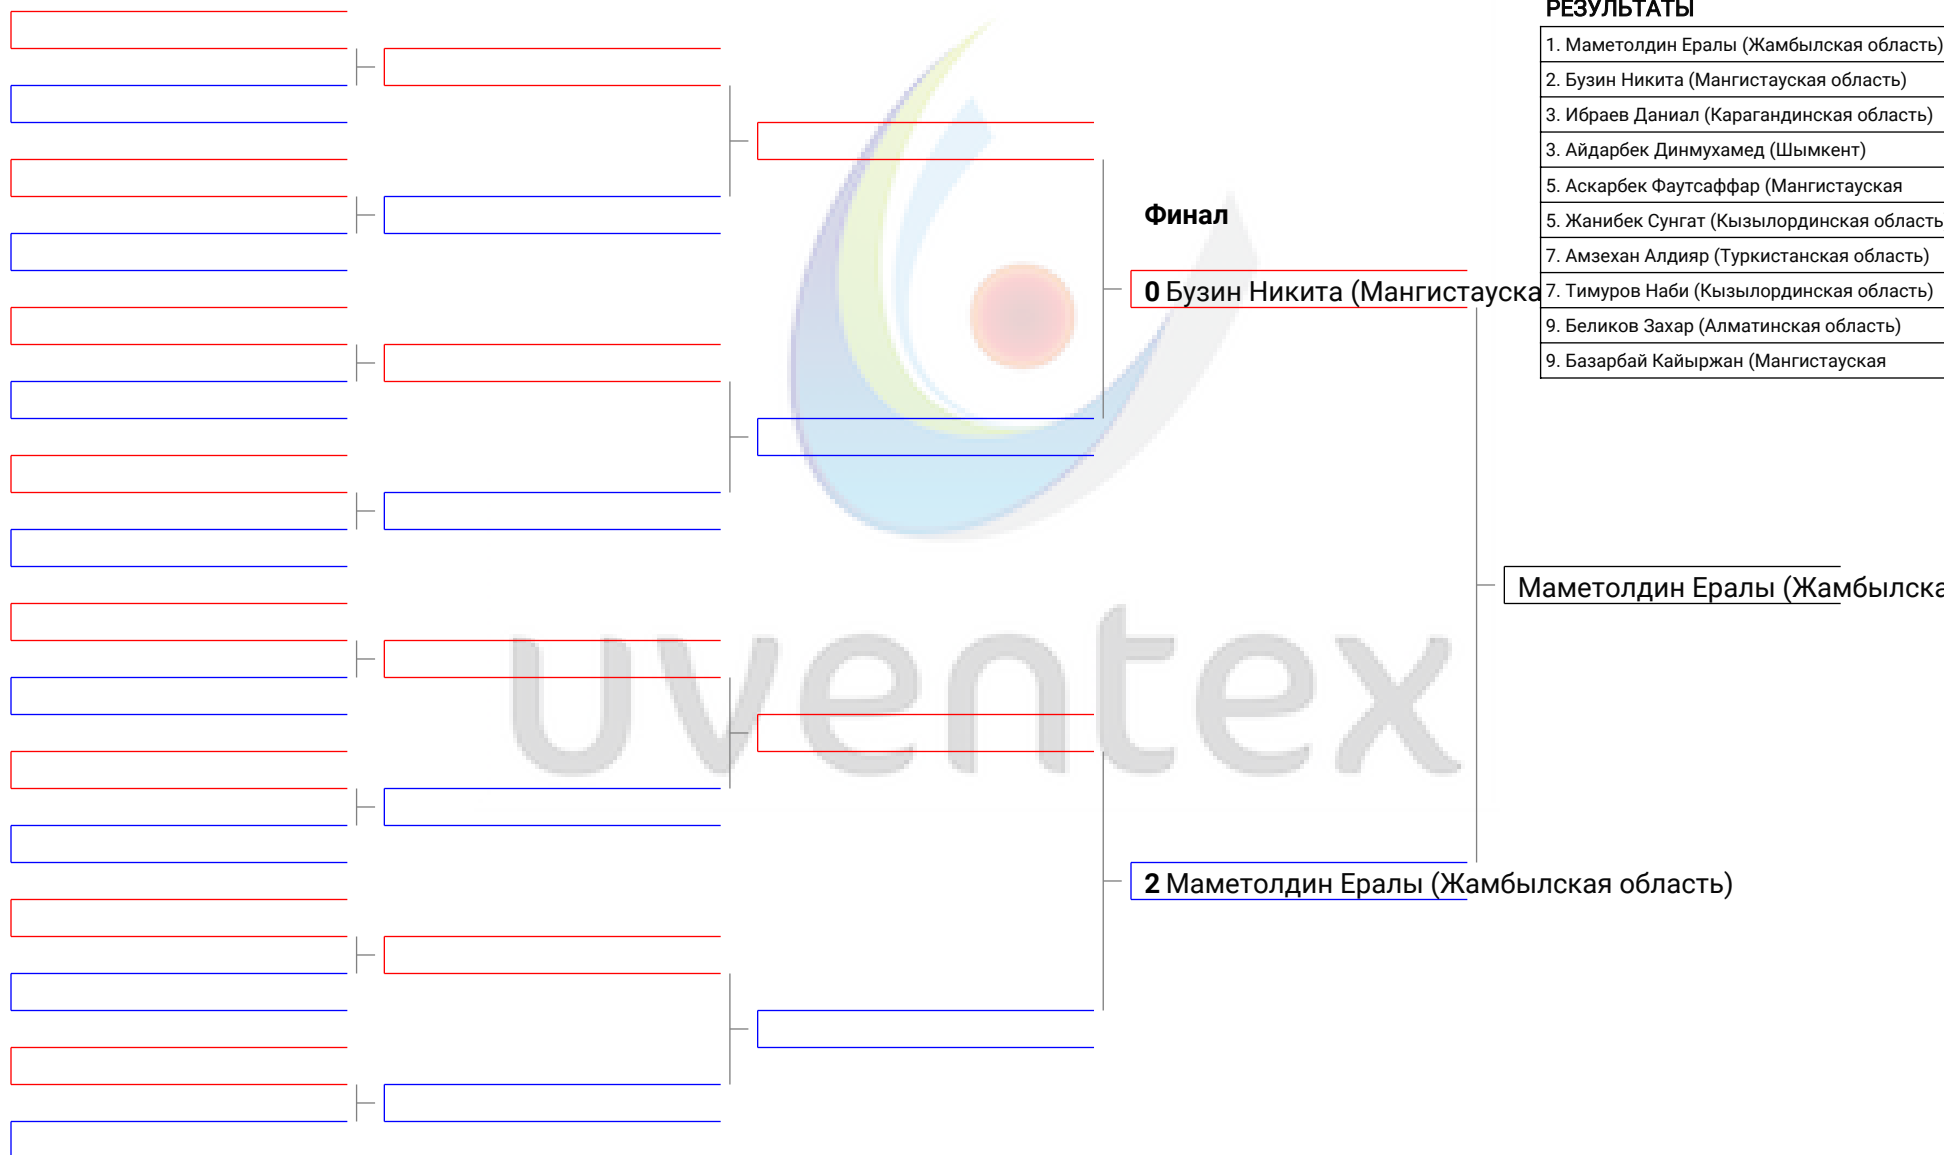 РЕЗУЛЬТАТЫ
1. Маметолдин Ералы (Жамбылская область)
2. Бузин Никита (Мангистауская область)
3. Ибраев Даниал (Карагандинская область)
3. Айдарбек Динмухамед (Шымкент)
5. Аскарбек Фаутсаффар (Мангистауская
5. Жанибек Сунгат (Кызылординская область
7. Амзехан Алдияр (Туркистанская область)
7. Тимуров Наби (Кызылординская область)
9. Беликов Захар (Алматинская область)
9. Базарбай Кайыржан (Мангистауская
Финал
0 Бузин Никита (Мангистауска
Маметолдин Ералы (Жамбылска
uventex
2 Маметолдин Ералы (Жамбылская область)